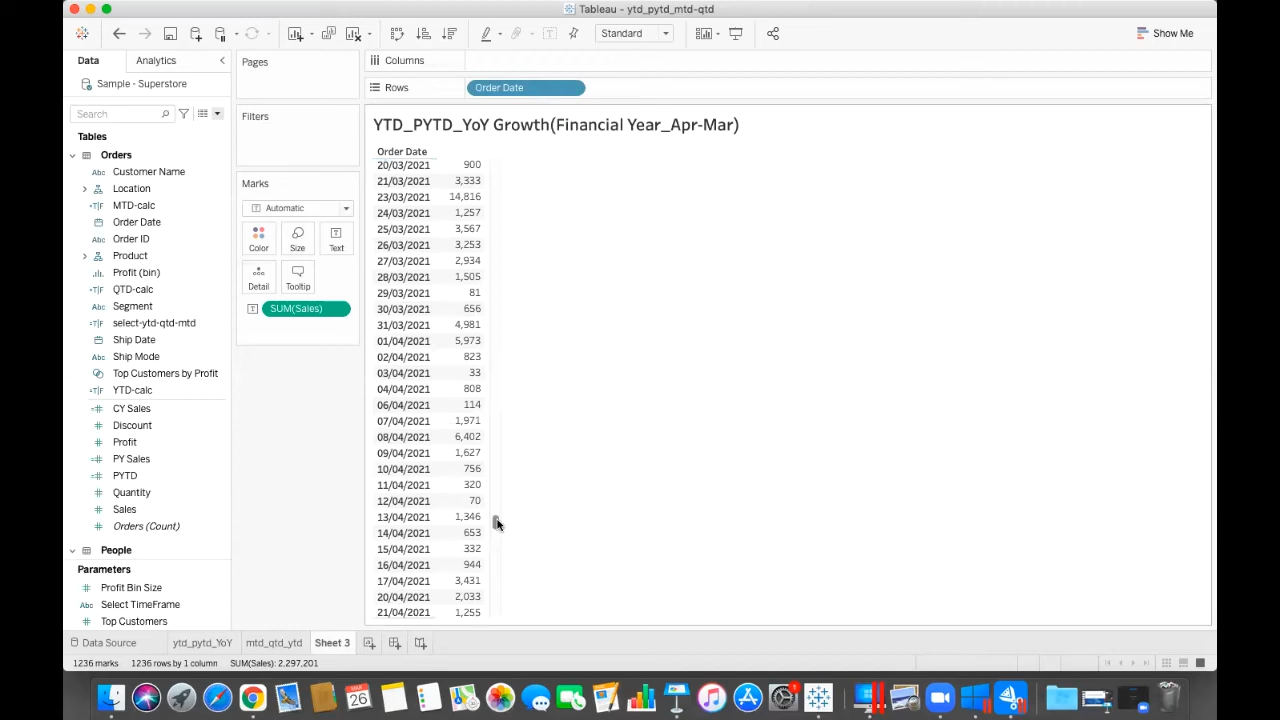 Tableau - ytd_pytd_mtd-qtd
Standard
Show Me
Data
Analytics
Pages
Columns
Sample - Superstore
Rows
Order Date
Search
Filters
YTD_PYTD_YoY Growth(Financial Year_Apr-Mar)
Tables
Orders
Abc Customer Name
Location
=T|F MTD-calc
Order Date
Abc Order ID
Product
Profit (bin)
=T|F QTD-calc
Abc Segment
=T|F select-ytd-qtd-mtd
Ship Date
Abc Ship Mode
Top Customers by Profit
=T|F YTD-calc
CY Sales
Discount
Profit
PY Sales
PYTD
Quantity
Sales
Orders (Count)
People
Parameters
Profit Bin Size
Abc Select TimeFrame
Top Customers
Marks
Automatic
Color
Size
Text
Detail
Tooltip
SUM(Sales)
Order Date
20/03/2021 900
21/03/2021 3,333
23/03/2021 14,816
24/03/2021 1,257
25/03/2021 3,567
26/03/2021 3,253
27/03/2021 2,934
28/03/2021 1,505
29/03/2021 81
30/03/2021 656
31/03/2021 4,981
01/04/2021 5,973
02/04/2021 823
03/04/2021 33
04/04/2021 808
06/04/2021 114
07/04/2021 1,971
08/04/2021 6,402
09/04/2021 1,627
10/04/2021 756
11/04/2021 320
12/04/2021 70
13/04/2021 1,346
14/04/2021 653
15/04/2021 332
16/04/2021 944
17/04/2021 3,431
20/04/2021 2,033
21/04/2021 1,255
Data Source
ytd_pytd_YoY
mtd_qtd_ytd
Sheet 3
1236 marks
1236 rows by 1 column
SUM(Sales): 2.297.201
MAR
26
1